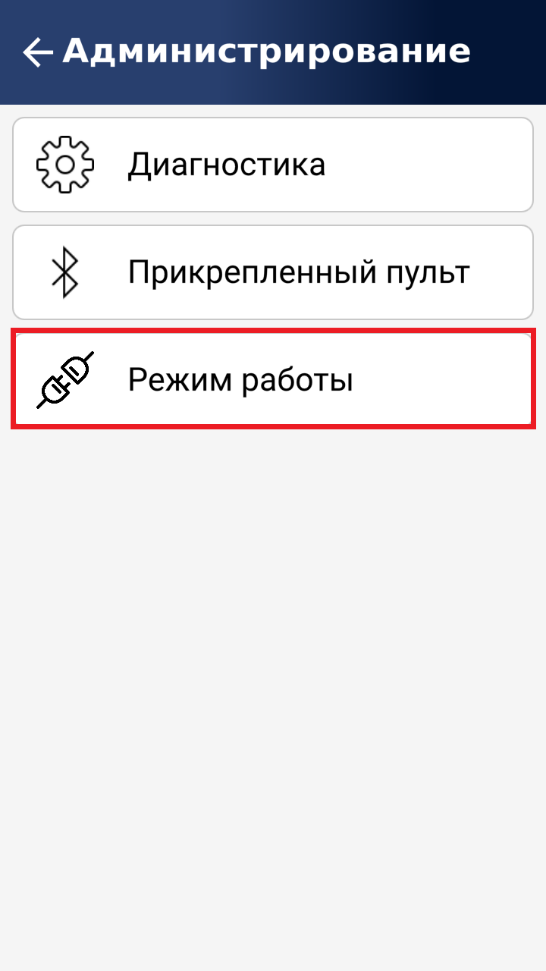 Администрирование
Диагностика
Прикрепленный пульт
Режим работы